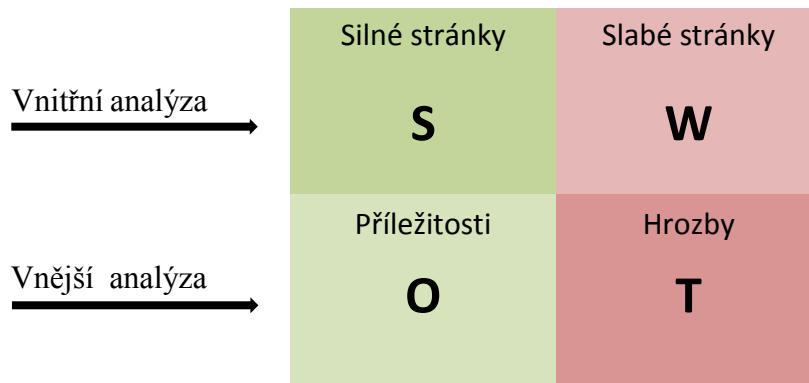 Silné stránky
Slabé stránky
Vnitřní analýza
S
W
Příležitosti
Hrozby
Vnější analýza
O
T